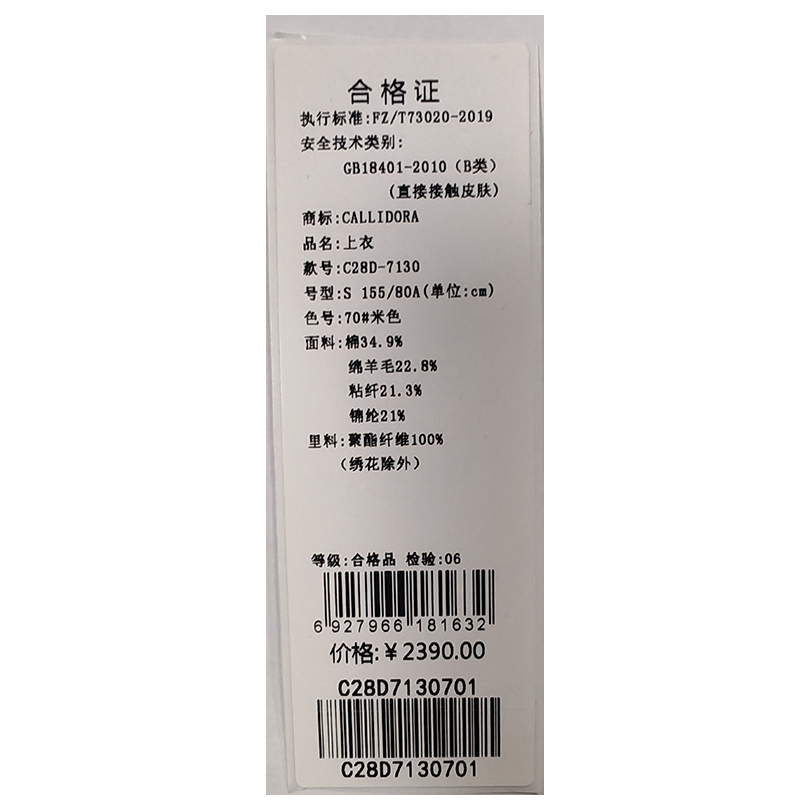 合格证
执行标准:FZ/T73020-2019
安全技术类别:
GB18401-2010（B类）
(直接接触皮肤)
商标:CALLIDORA
品名:上衣
款号:C28D-7130
号型:S 155/80A(单位:cm)
色号:70#米色
面料:棉34.9%
绵羊毛22.8%
粘纤21.3%
锦纶21%
里料:聚酯纤维100%
（绣花除外）
等级:合格品 检验:06
6 927966 181632
价格:￥2390.00
C28D7130701
C28D7130701